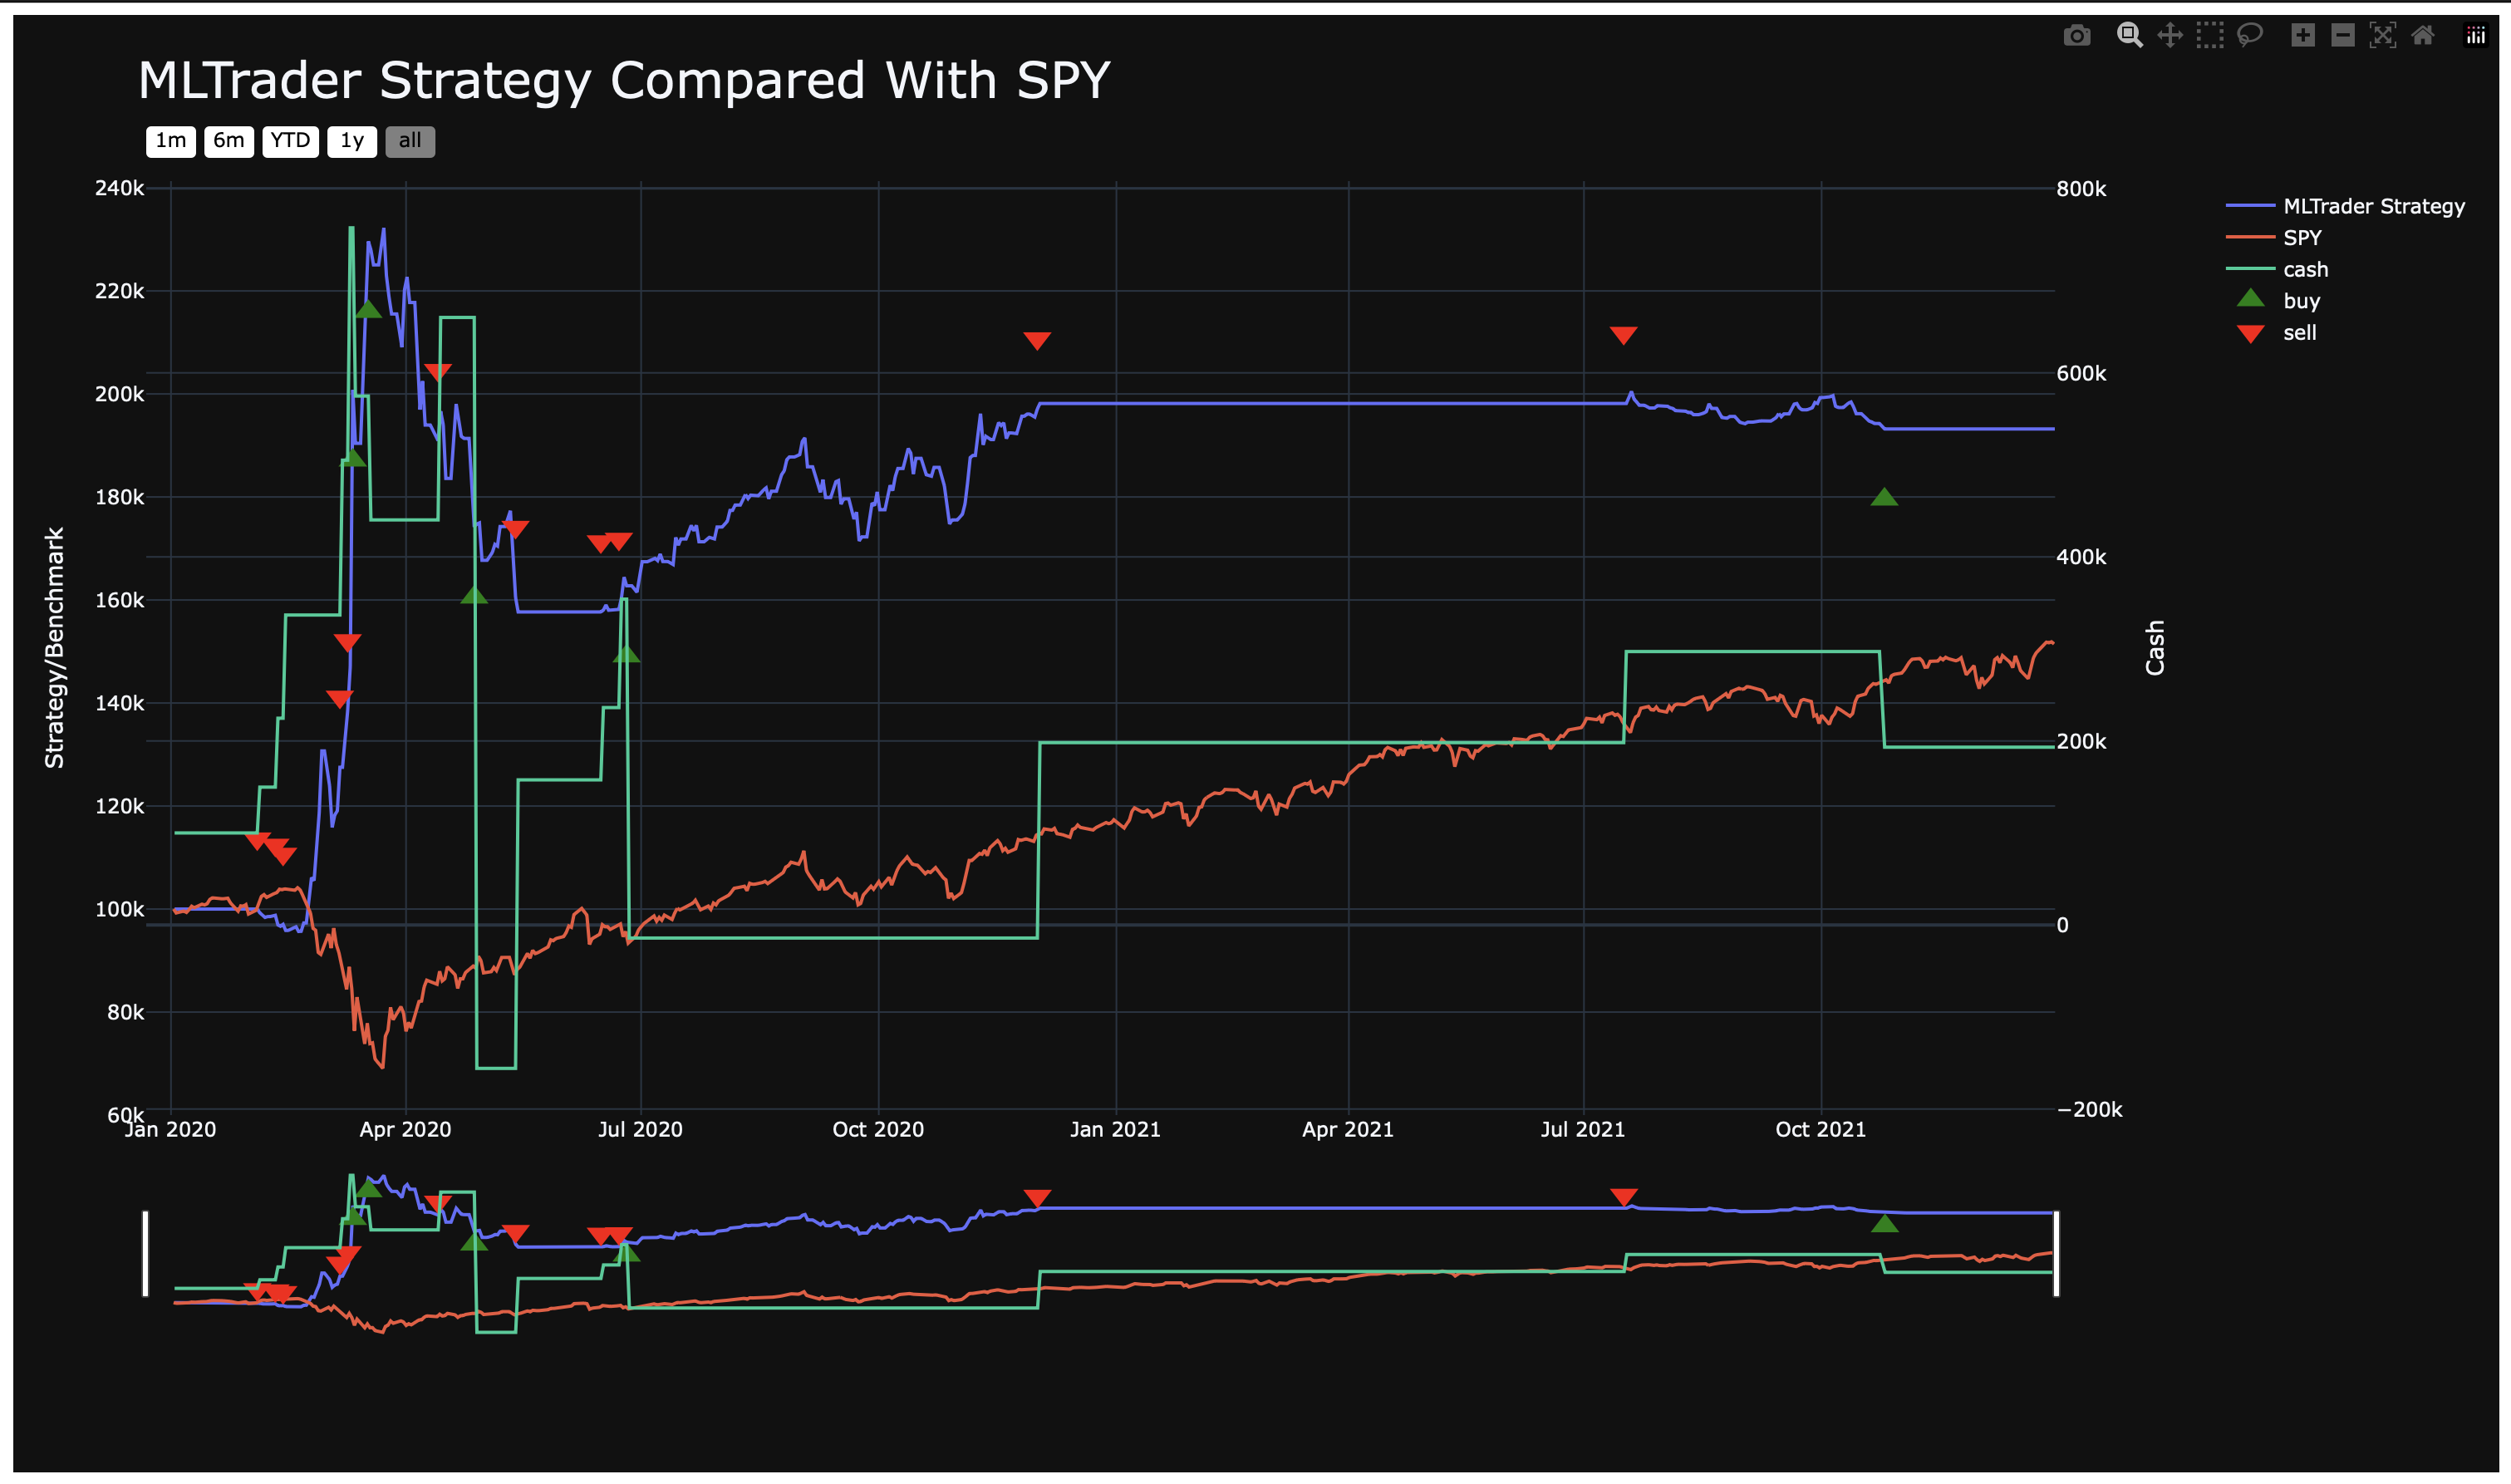 MLTrader Strategy Compared With SPY
1m 6m YTD 1y all
240k
220k
200k
180k
160k
140k
120k
100k
80k
60k
Strategy/Benchmark
800k
600k
400k
200k
0
−200k
Cash
MLTrader Strategy
SPY
cash
buy
sell
Jan 2020 Apr 2020 Jul 2020 Oct 2020 Jan 2021 Apr 2021 Jul 2021 Oct 2021